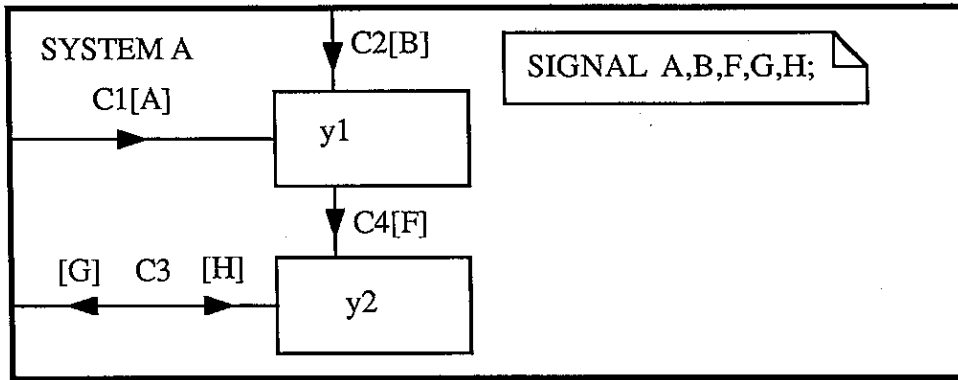 SYSTEM A
C2[B]
SIGNAL A,B,F,G,H;
C1[A]
y1
C4[F]
[G] C3 [H]
y2